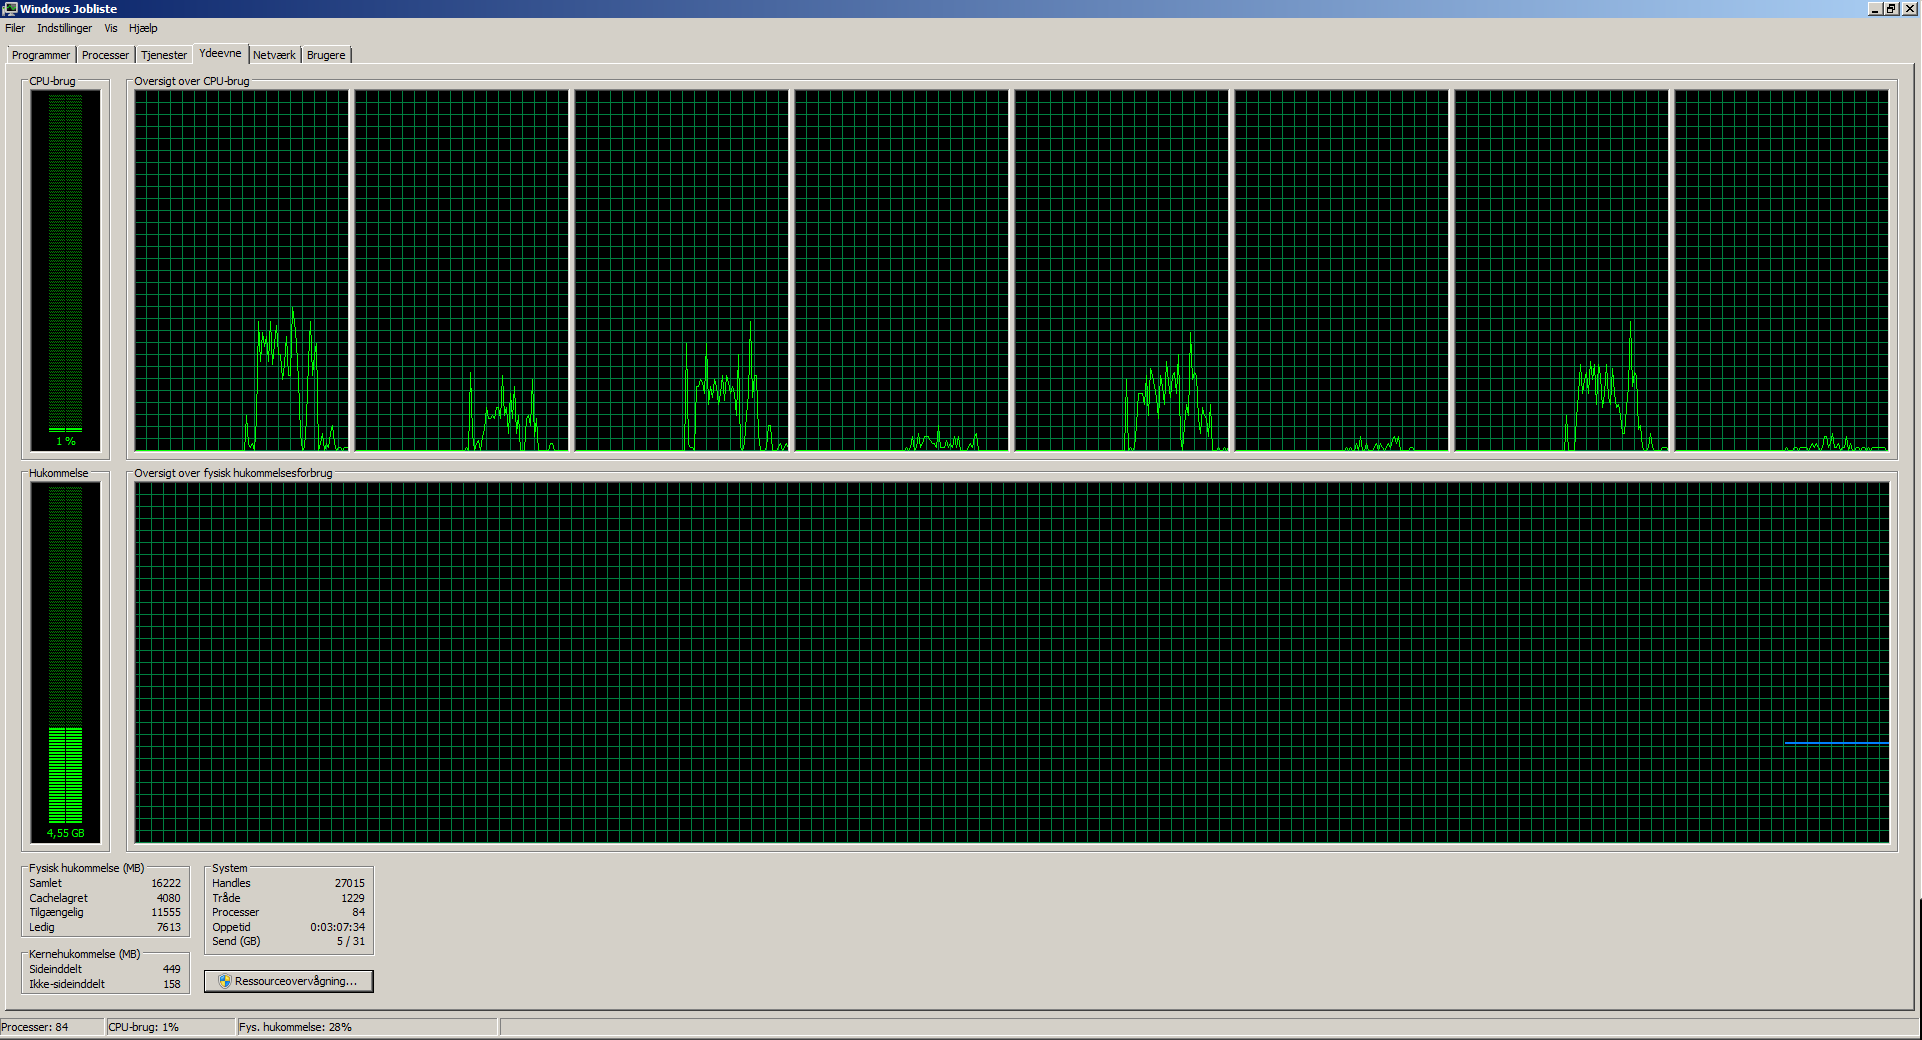 Windows Jobliste
Filer Indstillinger Vis Hjælp
Programmer Processer Tjenester Ydeevne Netværk Brugere
CPU-brug
1 %
Oversigt over CPU-brug
Hukommelse
4,55 GB
Oversigt over fysisk hukommelsesforbrug
Fysisk hukommelse (MB)
Samlet 16222
Cachelagret 4080
Tilgængelig 11555
Ledig 7613
Kernehukommelse (MB)
Sideinddelt 449
Ikke-sideinddelt 158
System
Handles 27015
Tråde 1229
Processer 84
Oppetid 0:03:07:34
Send (GB) 5 / 31
Ressourceovervågning...
Processer: 84 CPU-brug: 1% Fys. hukommelse: 28%